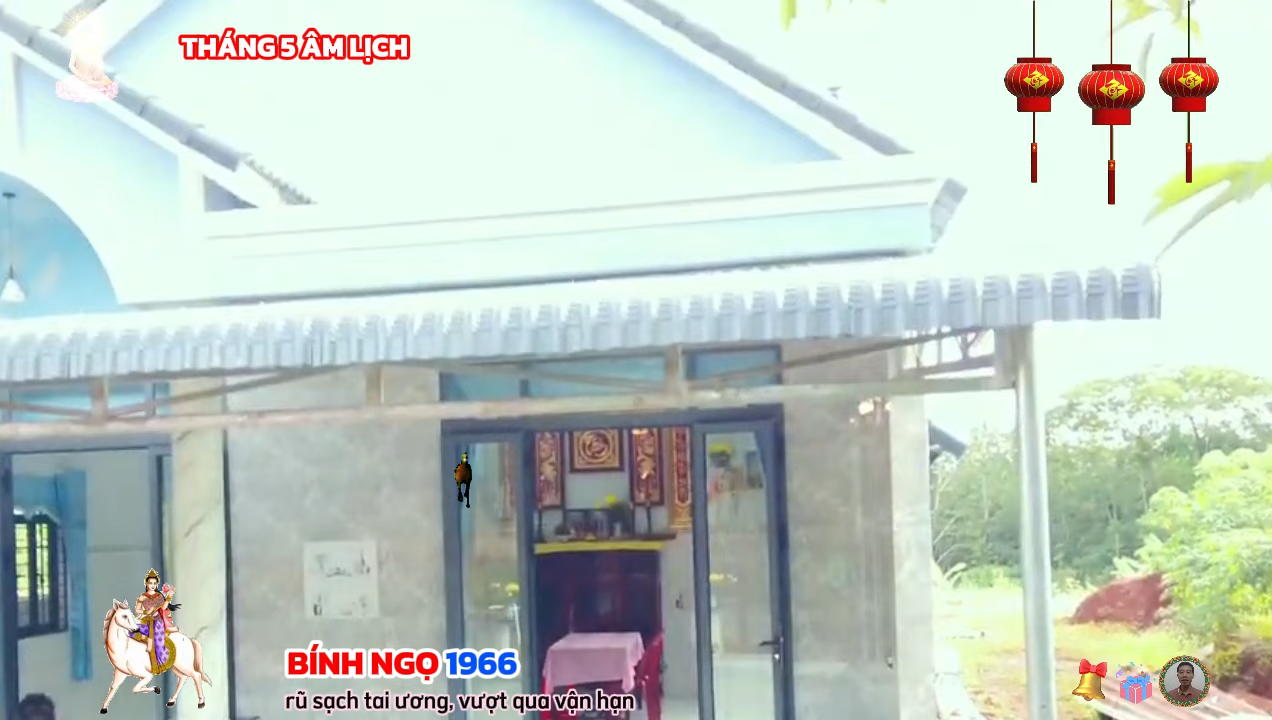 THÁNG 5 ÂM LỊCH
BÍNH NGỌ 1966
rũ sạch tai ương, vượt qua vận hạn